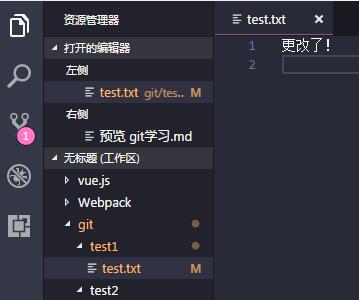 资源管理器
打开的编辑器
左侧
test.txt git/tes... M
右侧
预览 git学习.md
无标题 (工作区)
vue.js
Webpack
git
test1
test.txt M
test2
1
test.txt ×
1 更改了!
2